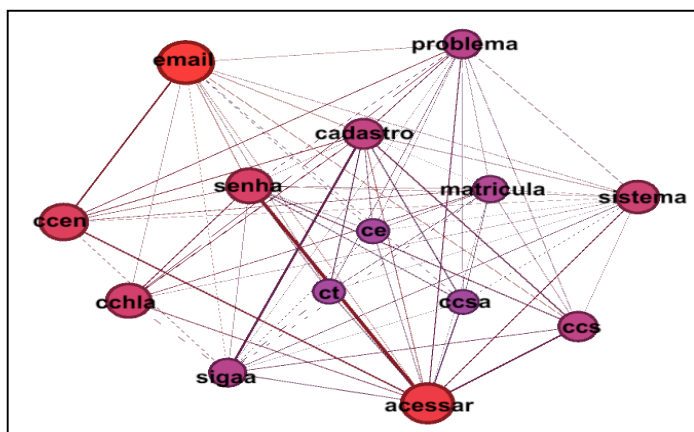 problema
email
cadastro
senha
matricula
sistema
ccen
ce
ct
ccsa
cchla
ccs
sigaa
acessar